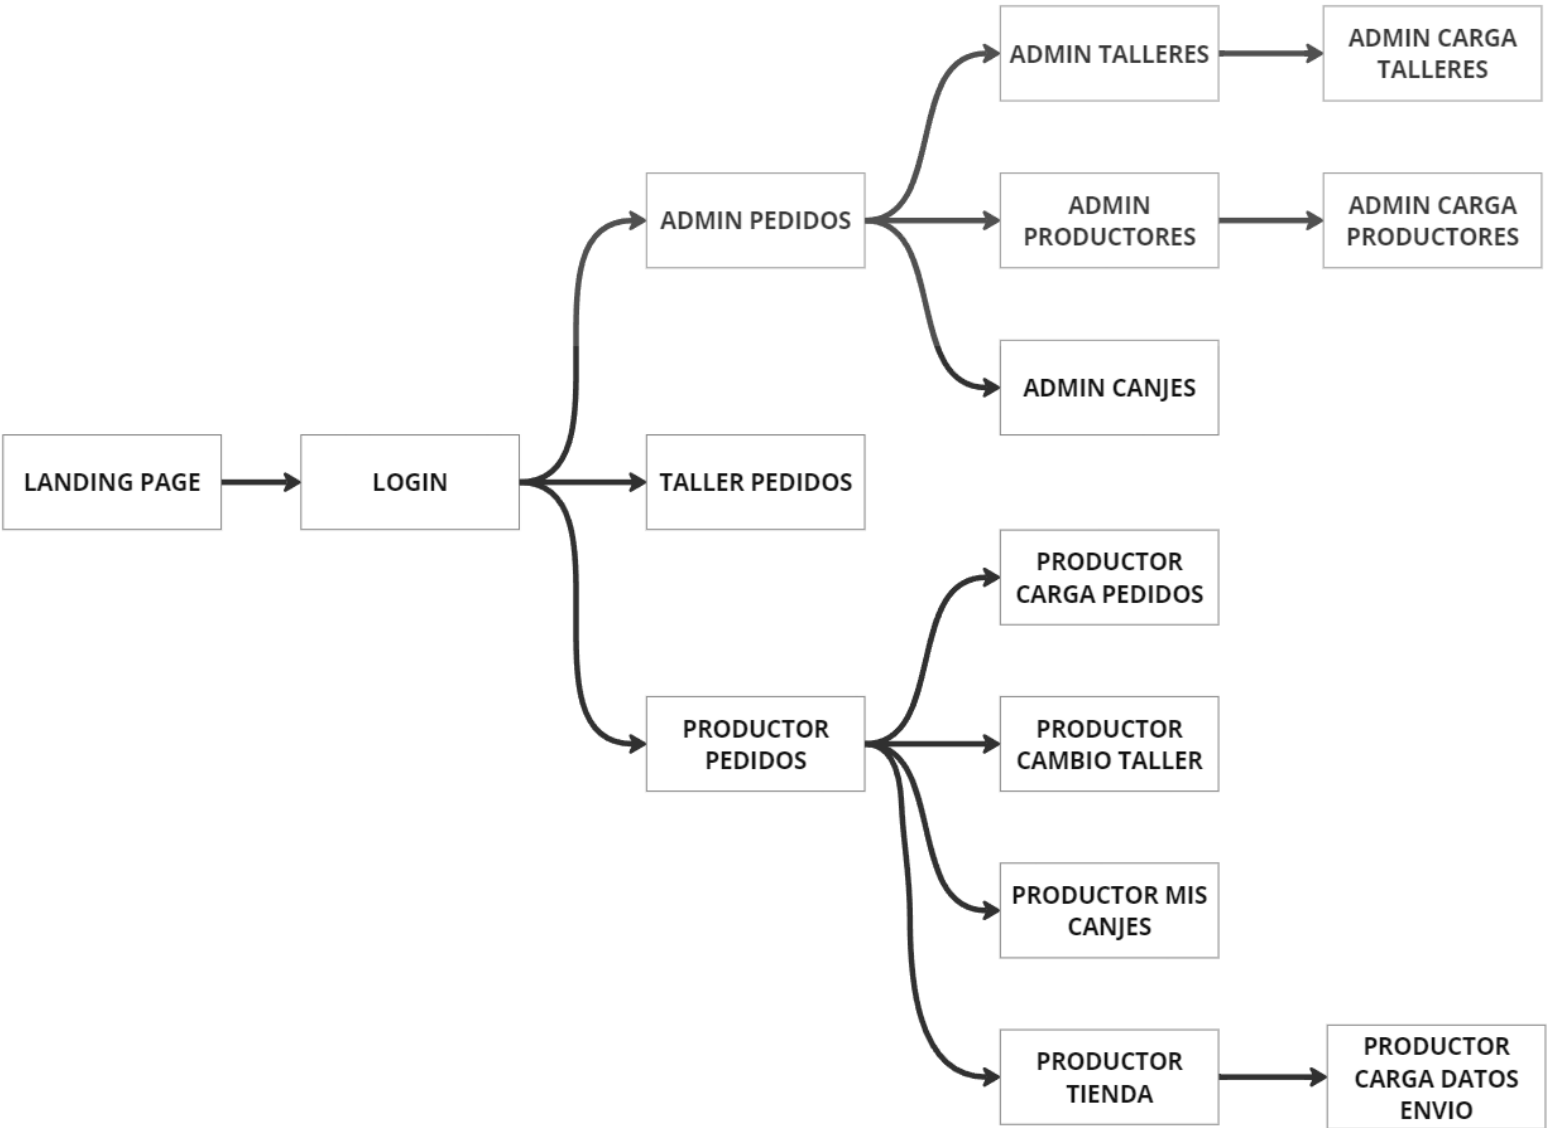 ADMIN TALLERES
ADMIN CARGA
TALLERES
ADMIN PEDIDOS
ADMIN
PRODUCTORES
ADMIN CARGA
PRODUCTORES
ADMIN CANJES
LANDING PAGE
LOGIN
TALLER PEDIDOS
PRODUCTOR
CARGA PEDIDOS
PRODUCTOR
PEDIDOS
PRODUCTOR
CAMBIO TALLER
PRODUCTOR MIS
CANJES
PRODUCTOR
TIENDA
PRODUCTOR
CARGA DATOS
ENVIO